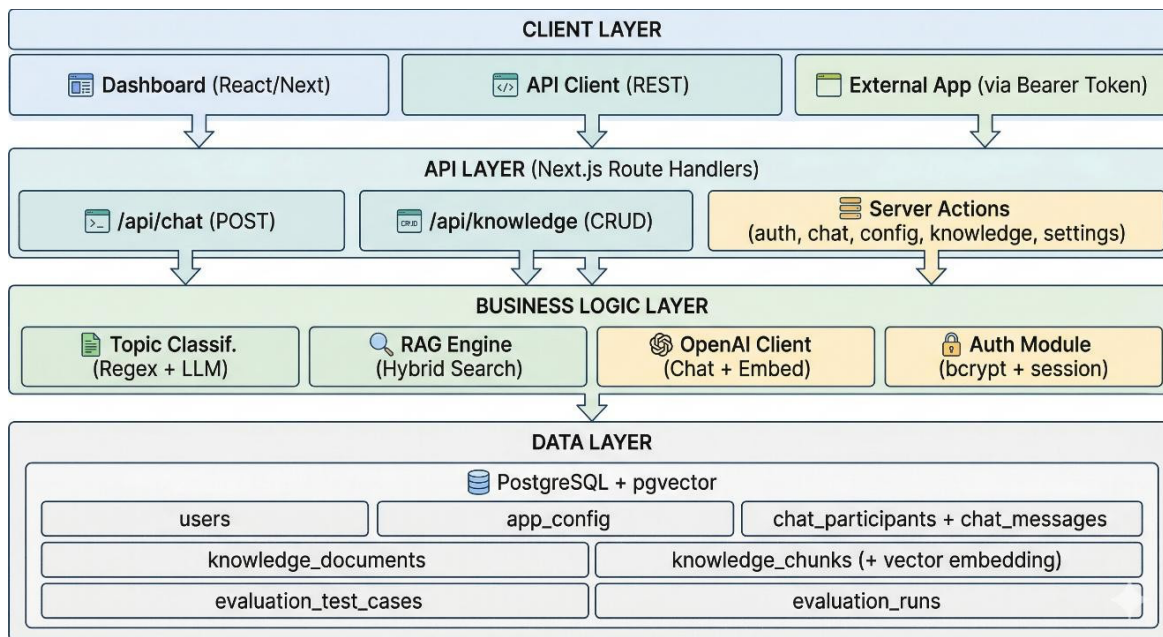 CLIENT LAYER
Dashboard (React/Next)
API Client (REST)
External App (via Bearer Token)
API LAYER (Next.js Route Handlers)
/api/chat (POST)
CRUD
/api/knowledge (CRUD)
Server Actions
(auth, chat, config, knowledge, settings)
BUSINESS LOGIC LAYER
Topic Classif.
(Regex + LLM)
RAG Engine
(Hybrid Search)
OpenAI Client
(Chat + Embed)
Auth Module
(bcrypt + session)
DATA LAYER
PostgreSQL + pgvector
users
app_config
chat_participants + chat_messages
knowledge_documents
knowledge_chunks (+ vector embedding)
evaluation_test_cases
evaluation_runs